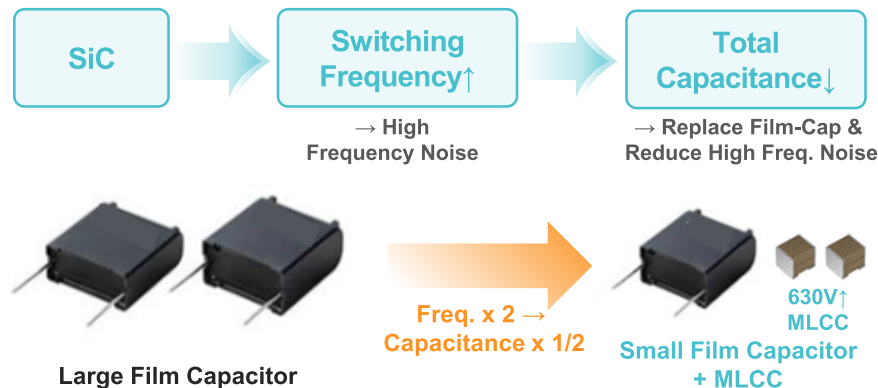 SiC
Switching
Frequency↑
Total
Capacitance↓
→ High
Frequency Noise
→ Replace Film-Cap &
Reduce High Freq. Noise
Freq. x 2 →
Capacitance x 1/2
630V↑
MLCC
Large Film Capacitor
Small Film Capacitor
+ MLCC